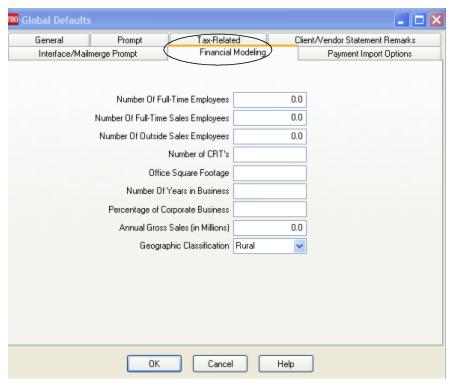 TBO Global Defaults
General Prompt Tax-Related Client/Vendor Statement Remarks
Interface/Mailmerge Prompt Financial Modeling Payment Import Options
Number Of Full-Time Employees 0.0
Number Of Full-Time Sales Employees 0.0
Number Of Outside Sales Employees 0.0
Number of CRT's
Office Square Footage
Number Of Years in Business
Percentage of Corporate Business
Annual Gross Sales (in Millions) 0.0
Geographic Classification Rural
OK Cancel Help